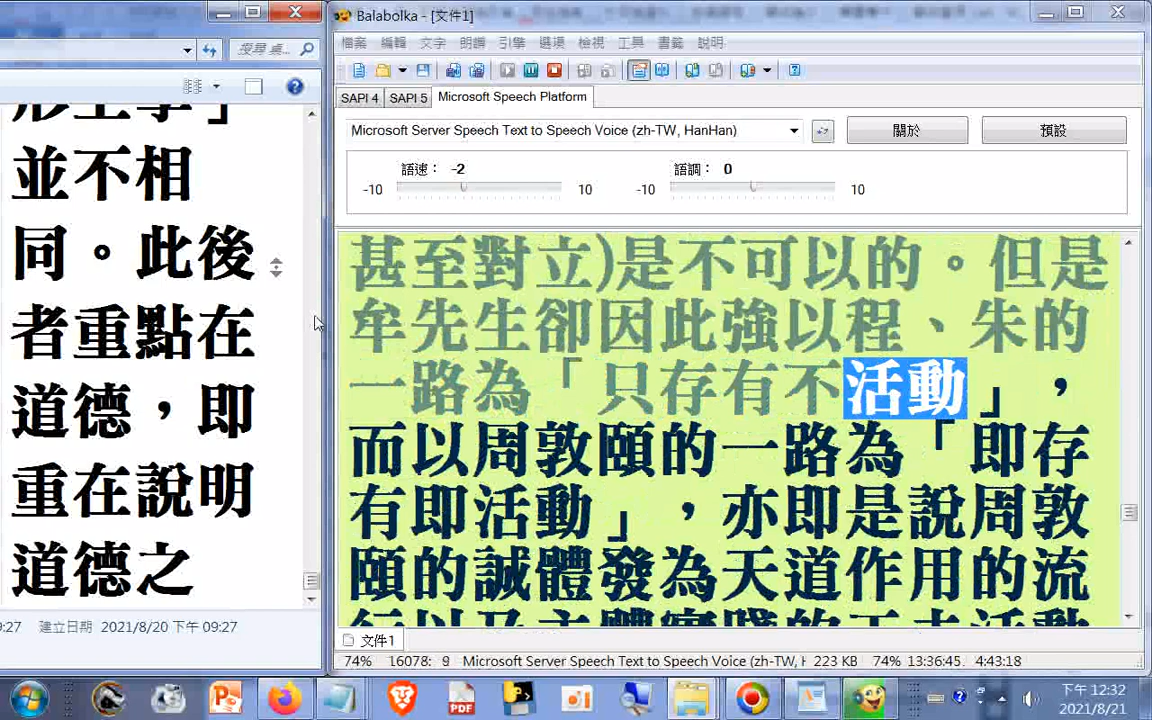 Balabolka - [文件1]
搜尋 桌...
檔案 編輯 文字 朗讀 引擎 選項 檢視 工具 書籤 說明
SAPI 4 SAPI 5 Microsoft Speech Platform
Microsoft Server Speech Text to Speech Voice (zh-TW, HanHan)
關於
預設
語速： -2
語調： 0
-10 10 -10 10
並不相
同。此後
者重點在
道德，即
重在說明
道德之
甚至對立)是不可以的。但是
牟先生卻因此強以程、朱的
一路為「只存有不活動」，
而以周敦頤的一路為「即存
有即活動」，亦即是說周敦
頤的誠體發為天道作用的流
:27 建立日期 2021/8/20 下午 09:27
文件1
74% 16078: 9 Microsoft Server Speech Text to Speech Voice (zh-TW, H 223 KB 74% 13:36:45. 4:43:18
PDF
下午 12:32
2021/8/21